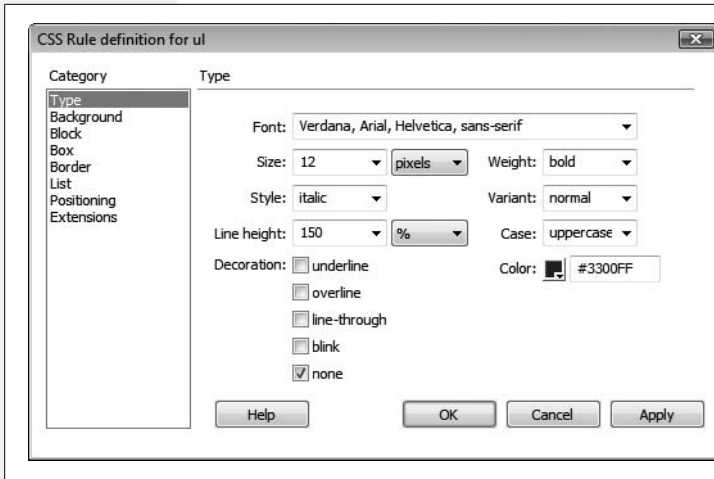 CSS Rule definition for ul
Category
Type
Type
Background
Block
Box
Border
List
Positioning
Extensions
Font: Verdana, Arial, Helvetica, sans-serif
Size: 12 pixels Weight: bold
Style: italic Variant: normal
Line height: 150 % Case: uppercase
Decoration: underline Color: #3300FF
overline
line-through
blink
none
Help OK Cancel Apply